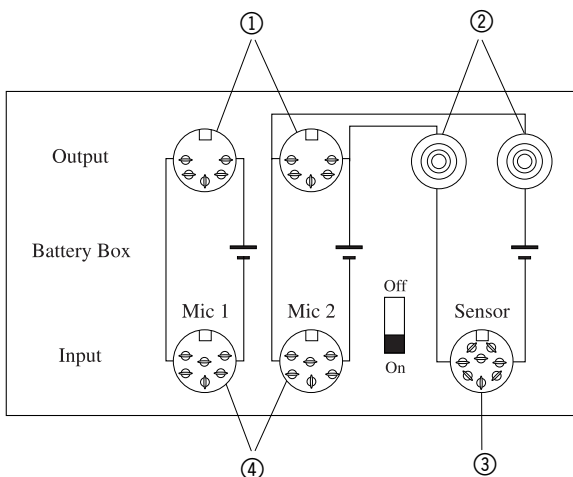 ① ②
Output
Battery Box
Off
Mic 1 Mic 2 Sensor
Input
On
④ ③